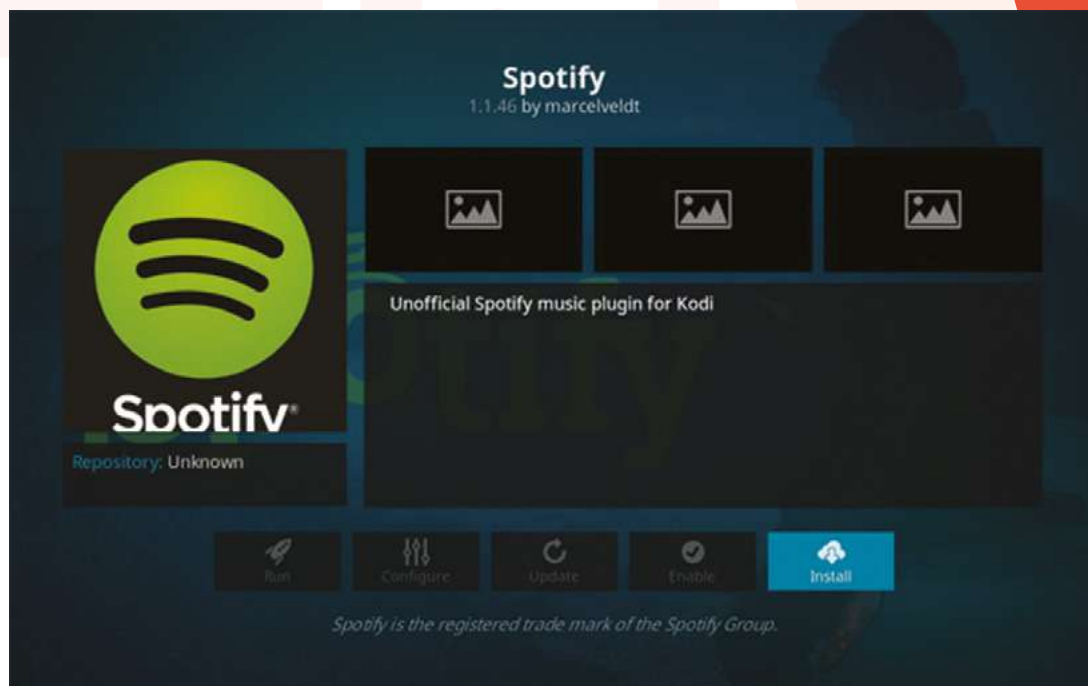 Spotify
1.1.46 by marcelveldt
Unofficial Spotify music plugin for Kodi
Spotify®
Repository: Unknown
Run
Configure
Update
Enable
Install
Spotify is the registered trade mark of the Spotify Group.